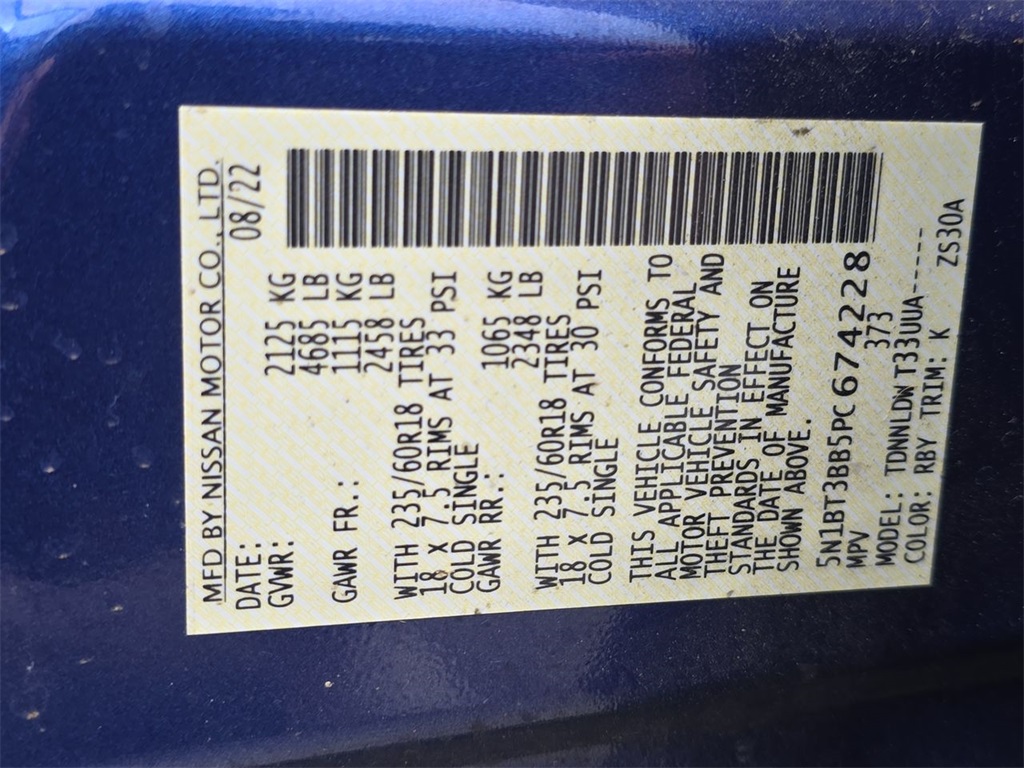 MFD BY NISSAN MOTOR CO., LTD.
DATE: 08/22
GVWR: 2125 KG
4685 LB
GAWR FR.: 1115 KG
2458 LB
WITH 235/60R18 TIRES
18 x 7.5 RIMS AT 33 PSI
COLD SINGLE
GAWR RR.: 1065 KG
2348 LB
WITH 235/60R18 TIRES
18 x 7.5 RIMS AT 30 PSI
COLD SINGLE
THIS VEHICLE CONFORMS TO
ALL APPLICABLE FEDERAL
MOTOR VEHICLE SAFETY AND
THEFT PREVENTION
STANDARDS IN EFFECT ON
THE DATE OF MANUFACTURE
SHOWN ABOVE.
5N1BT3BB5PC674228
MPV 373
MODEL: TDNNLDW T33UUA-----
COLOR: RBY TRIM: K ZS30A